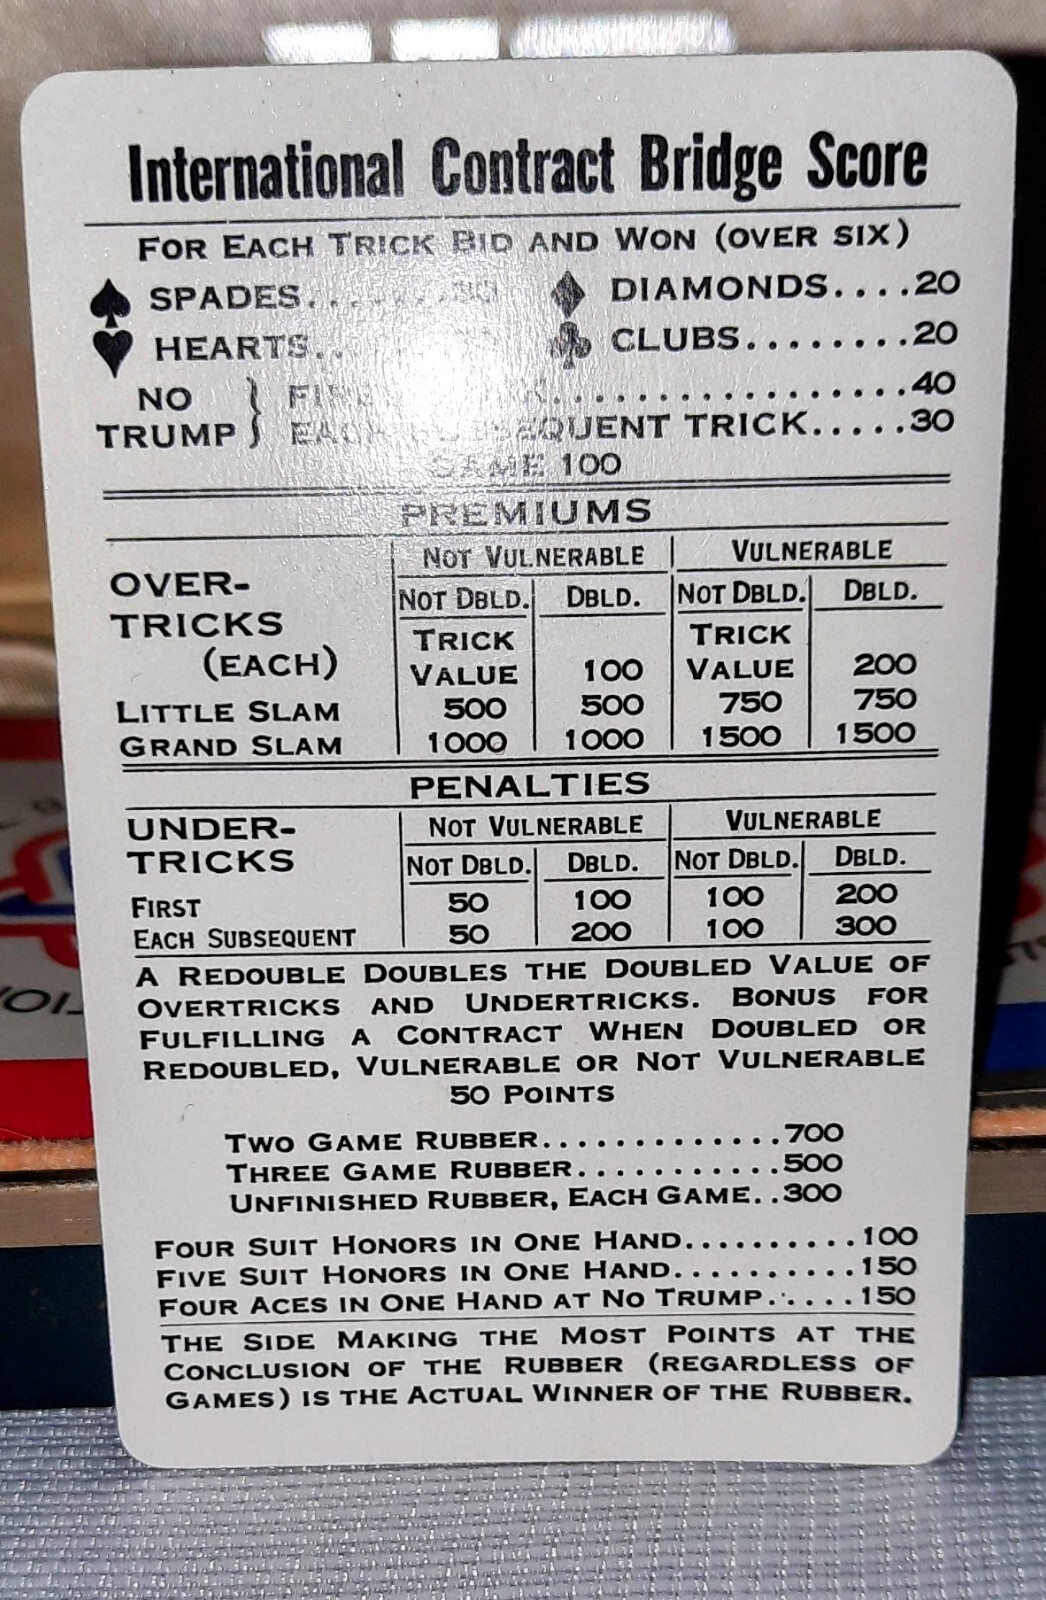 International Contract Bridge Score
FOR EACH TRICK BID AND WON (OVER SIX)
SPADES.........30 DIAMONDS....20
HEARTS... CLUBS........20
NO TRUMP } FIRST TRICK..................40
EACH SUBSEQUENT TRICK.....30
GAME 100
PREMIUMS
NOT VULNERABLE VULNERABLE
OVER- NOT DBLD. DBLD. NOT DBLD. DBLD.
TRICKS TRICK TRICK
(EACH) VALUE 100 VALUE 200
LITTLE SLAM 500 500 750 750
GRAND SLAM 1000 1000 1500 1500
PENALTIES
UNDER- NOT VULNERABLE VULNERABLE
TRICKS NOT DBLD. DBLD. NOT DBLD. DBLD.
FIRST 50 100 100 200
EACH SUBSEQUENT 50 200 100 300
A REDOUBLE DOUBLES THE DOUBLED VALUE OF
OVERTRICKS AND UNDERTRICKS. BONUS FOR
FULFILLING A CONTRACT WHEN DOUBLED OR
REDOUBLED, VULNERABLE OR NOT VULNERABLE
50 POINTS
TWO GAME RUBBER..............700
THREE GAME RUBBER............500
UNFINISHED RUBBER, EACH GAME..300
FOUR SUIT HONORS IN ONE HAND..........100
FIVE SUIT HONORS IN ONE HAND...........150
FOUR ACES IN ONE HAND AT NO TRUMP......150
THE SIDE MAKING THE MOST POINTS AT THE
CONCLUSION OF THE RUBBER (REGARDLESS OF
GAMES) IS THE ACTUAL WINNER OF THE RUBBER.